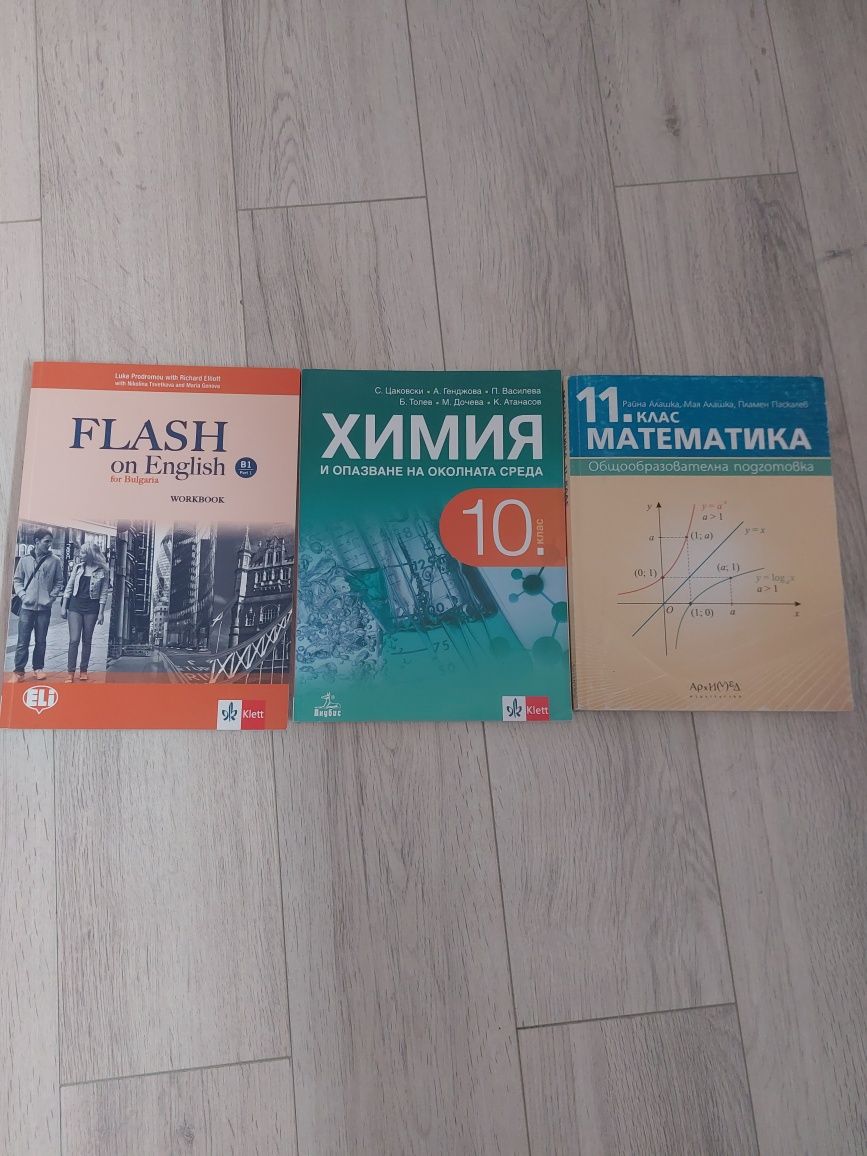 Luke Prodromou with Richard Elliott
with Nikolina Tsvetkova and Maria Genova
FLASH
on English
for Bulgaria
B1
Part 1
WORKBOOK
ELi
Klett
С. Цаковски • А. Генджова • П. Василева
Б. Толев • М. Дочева • К. Атанасов
ХИМИЯ
И ОПАЗВАНЕ НА ОКОЛНАТА СРЕДА
10. клас
Анубис
Klett
Райна Алашка, Мая Алашка, Пламен Паскалев
11. КЛАС
МАТЕМАТИКА
Общообразователна подготовка
y
y = aˣ
a > 1
y = x
a
(1; a)
(0; 1)
(a; 1)
y = logₐx
a > 1
O
(1; 0)
a
x
АрхИ(М)ЕД
издателство